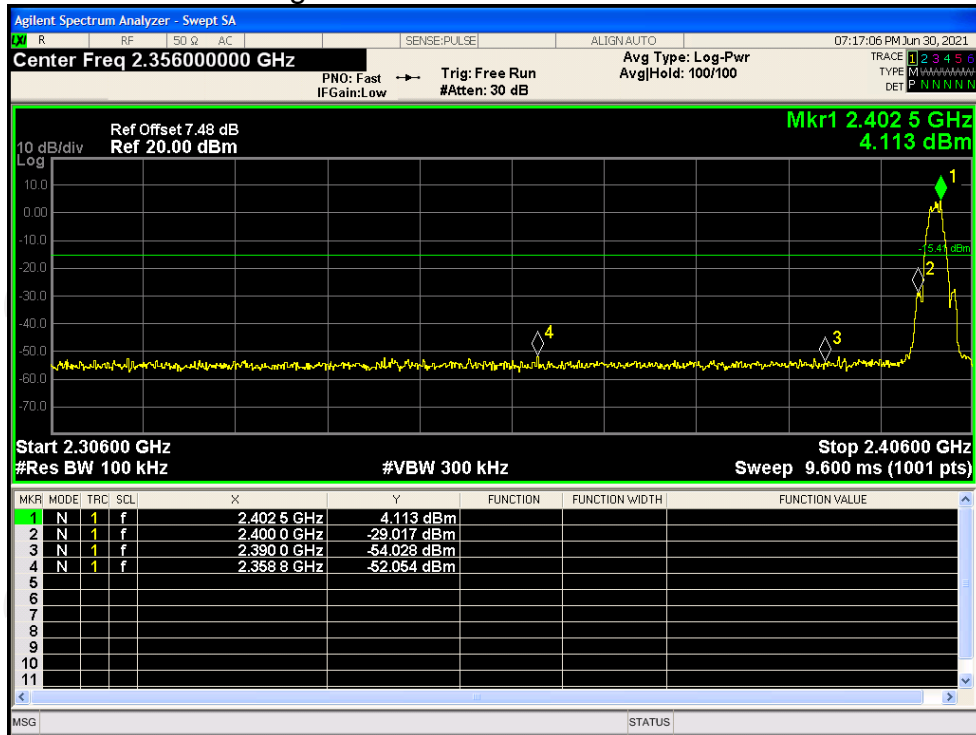 Agilent Spectrum Analyzer - Swept SA
LXI R RF 50 Ω AC SENSE:PULSE ALIGN AUTO 07:17:06 PM Jun 30, 2021
Center Freq 2.356000000 GHz
PNO: Fast Trig: Free Run
IFGain:Low #Atten: 30 dB
Avg Type: Log-Pwr
Avg|Hold: 100/100
TRACE 1 2 3 4 5 6
TYPE M
DET P N N N N N
Ref Offset 7.48 dB
10 dB/div Ref 20.00 dBm
Log
Mkr1 2.402 5 GHz
4.113 dBm
10.0
0.00
-10.0
-20.0
-30.0
-40.0
-50.0
-60.0
-70.0
1
-15.41 dBm
2
3
4
Start 2.30600 GHz Stop 2.40600 GHz
#Res BW 100 kHz #VBW 300 kHz Sweep 9.600 ms (1001 pts)
MKR MODE TRC SCL X Y FUNCTION FUNCTION WIDTH FUNCTION VALUE
1 N 1 f 2.402 5 GHz 4.113 dBm
2 N 1 f 2.400 0 GHz -29.017 dBm
3 N 1 f 2.390 0 GHz -54.028 dBm
4 N 1 f 2.358 8 GHz -52.054 dBm
5
6
7
8
9
10
11
MSG STATUS